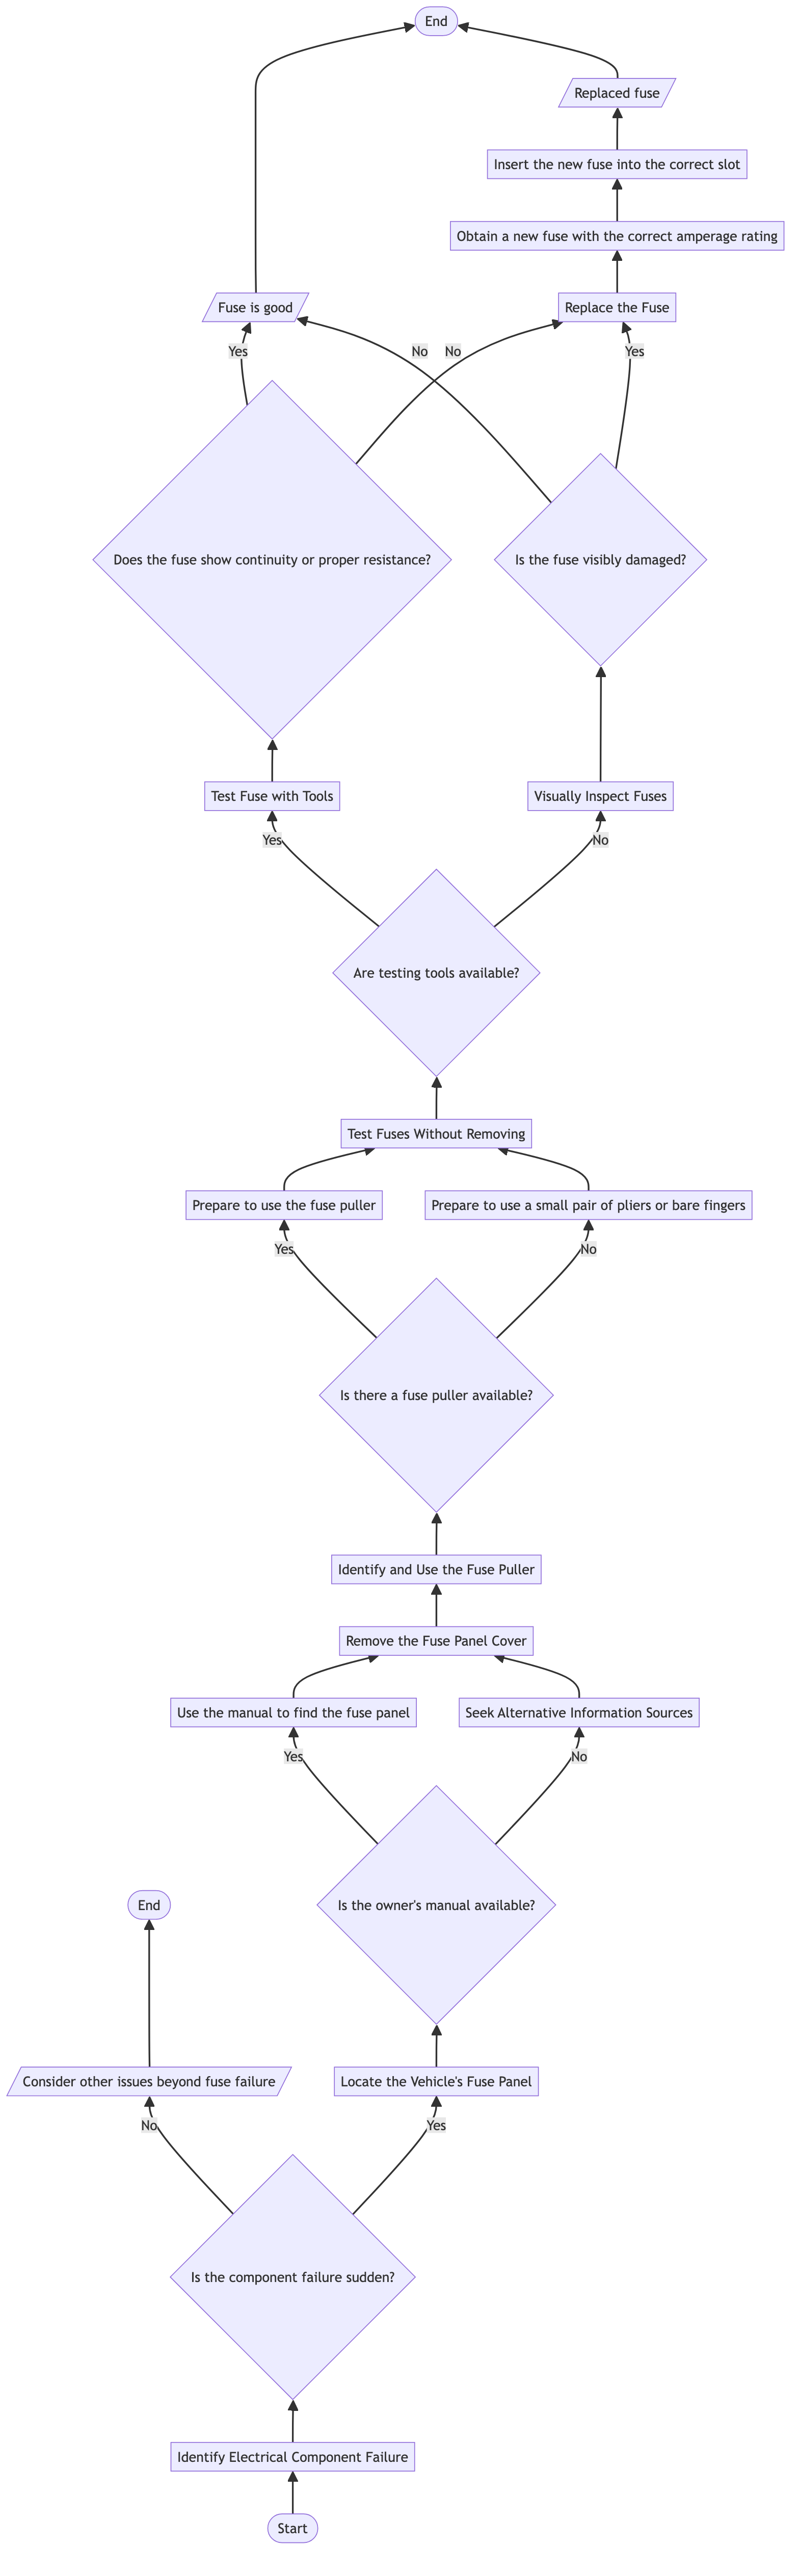 End
Replaced fuse
Insert the new fuse into the correct slot
Obtain a new fuse with the correct amperage rating
Fuse is good
Replace the Fuse
Yes
No
No
Yes
Does the fuse show continuity or proper resistance?
Is the fuse visibly damaged?
Test Fuse with Tools
Visually Inspect Fuses
Yes
No
Are testing tools available?
Test Fuses Without Removing
Prepare to use the fuse puller
Prepare to use a small pair of pliers or bare fingers
Yes
No
Is there a fuse puller available?
Identify and Use the Fuse Puller
Remove the Fuse Panel Cover
Use the manual to find the fuse panel
Seek Alternative Information Sources
Yes
No
Is the owner's manual available?
End
Consider other issues beyond fuse failure
Locate the Vehicle's Fuse Panel
No
Yes
Is the component failure sudden?
Identify Electrical Component Failure
Start